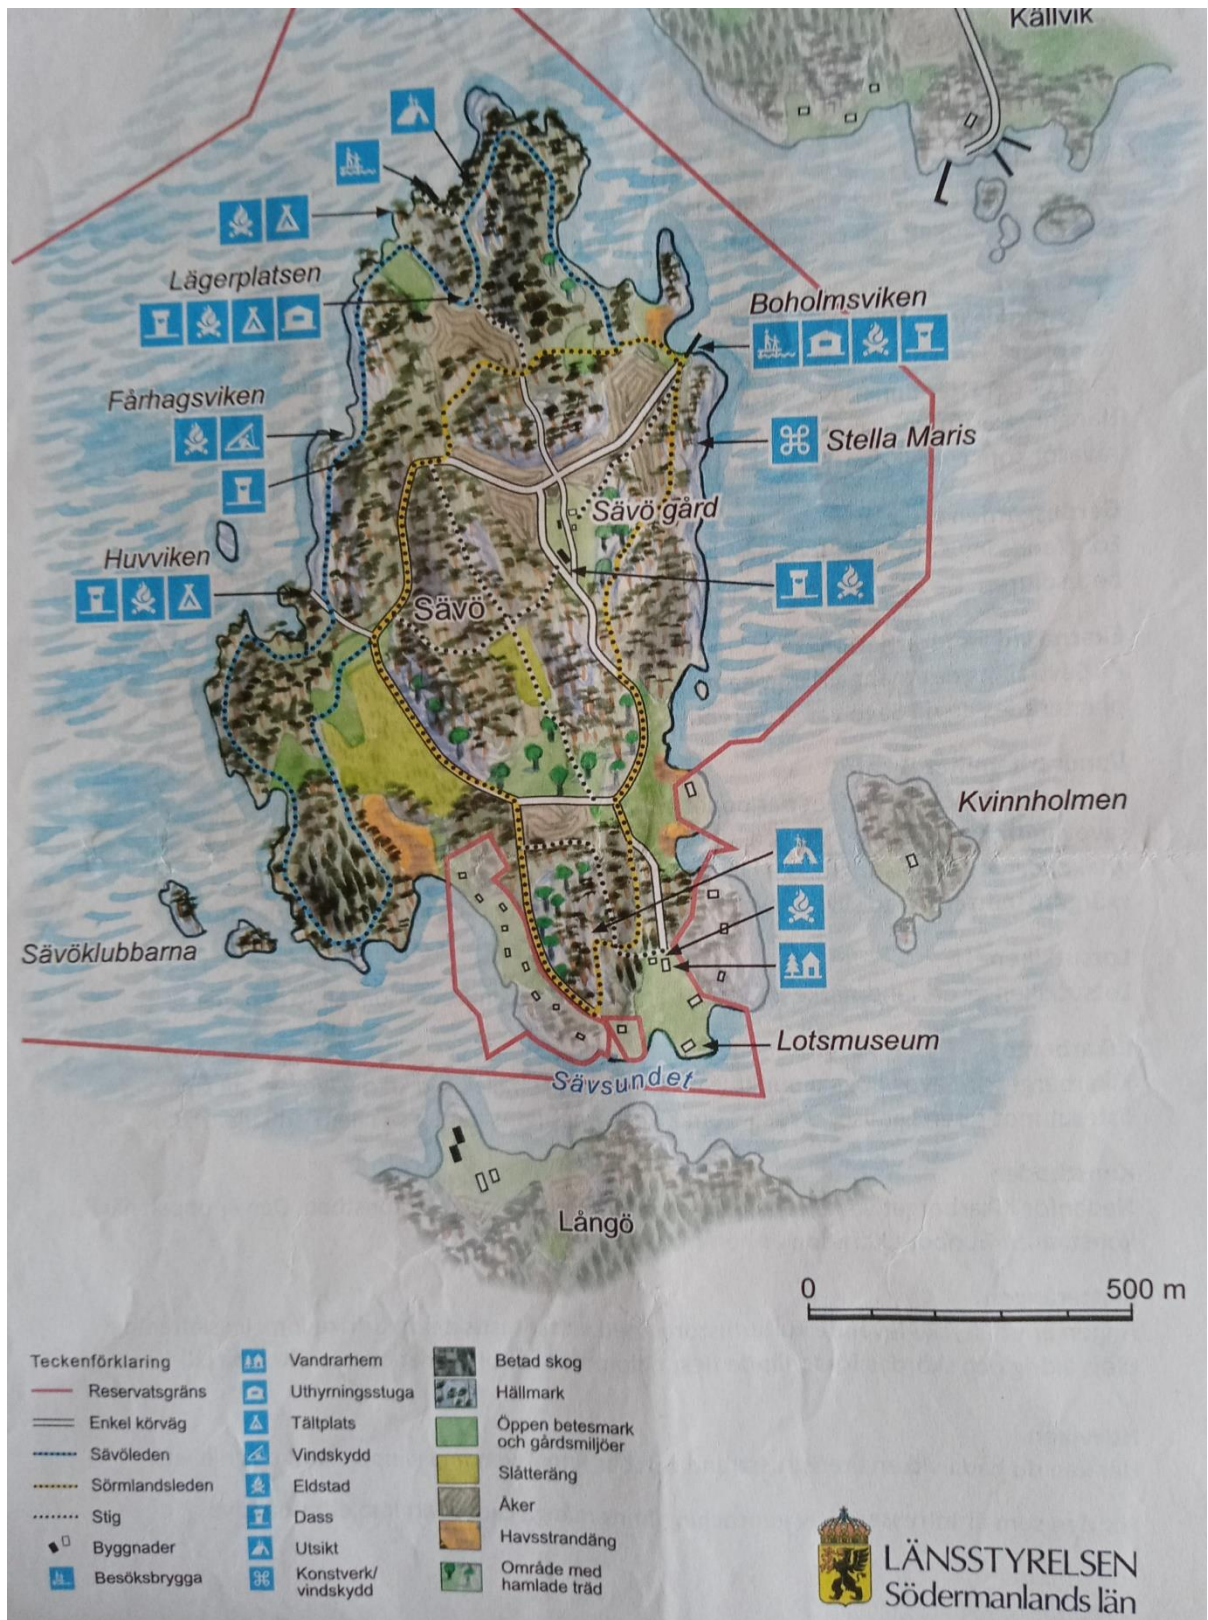 Källvik
Lägerplatsen
Boholmsviken
Fårhagsviken
Stella Maris
Sävö gård
Huvviken
Sävö
Kvinnholmen
Sävöklubbarna
Lotsmuseum
Sävsundet
Långö
0 500 m
Teckenförklaring
Reservatsgräns
Enkel körväg
Sävöleden
Sörmlandsleden
Stig
Byggnader
Besöksbrygga
Vandrarhem
Uthyrningsstuga
Tältplats
Vindskydd
Eldstad
Dass
Utsikt
Konstverk/
vindskydd
Betad skog
Hällmark
Öppen betesmark
och gårdsmiljöer
Slåtteräng
Åker
Havsstrandäng
Område med
hamlade träd
LÄNSSTYRELSEN
Södermanlands län